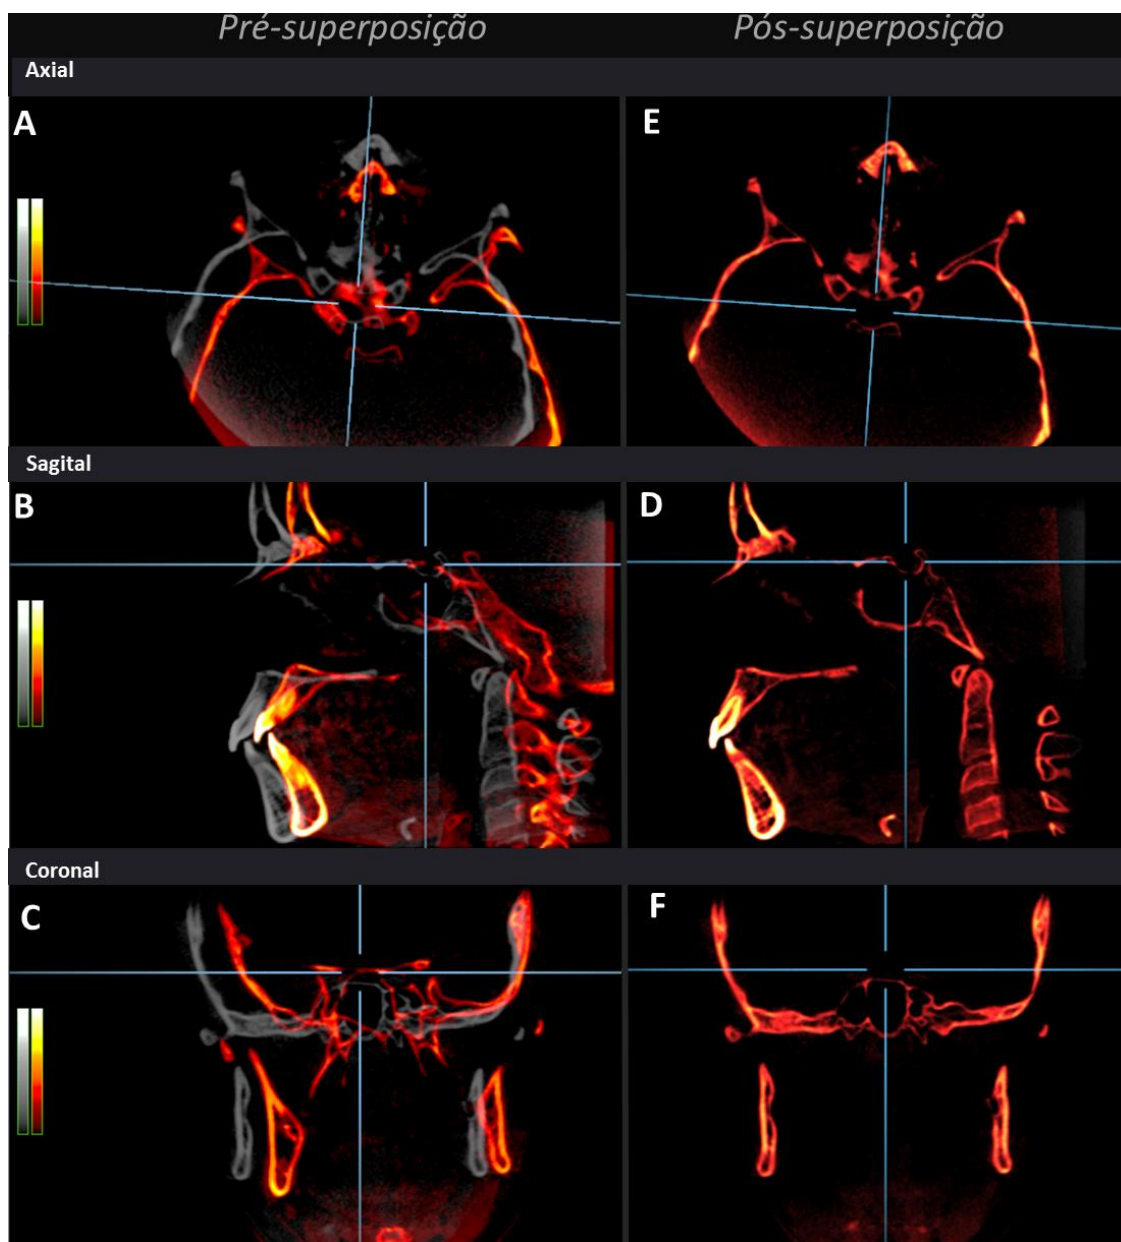 Pré-superposição Pós-superposição
Axial
A E
Sagital
B D
Coronal
C F